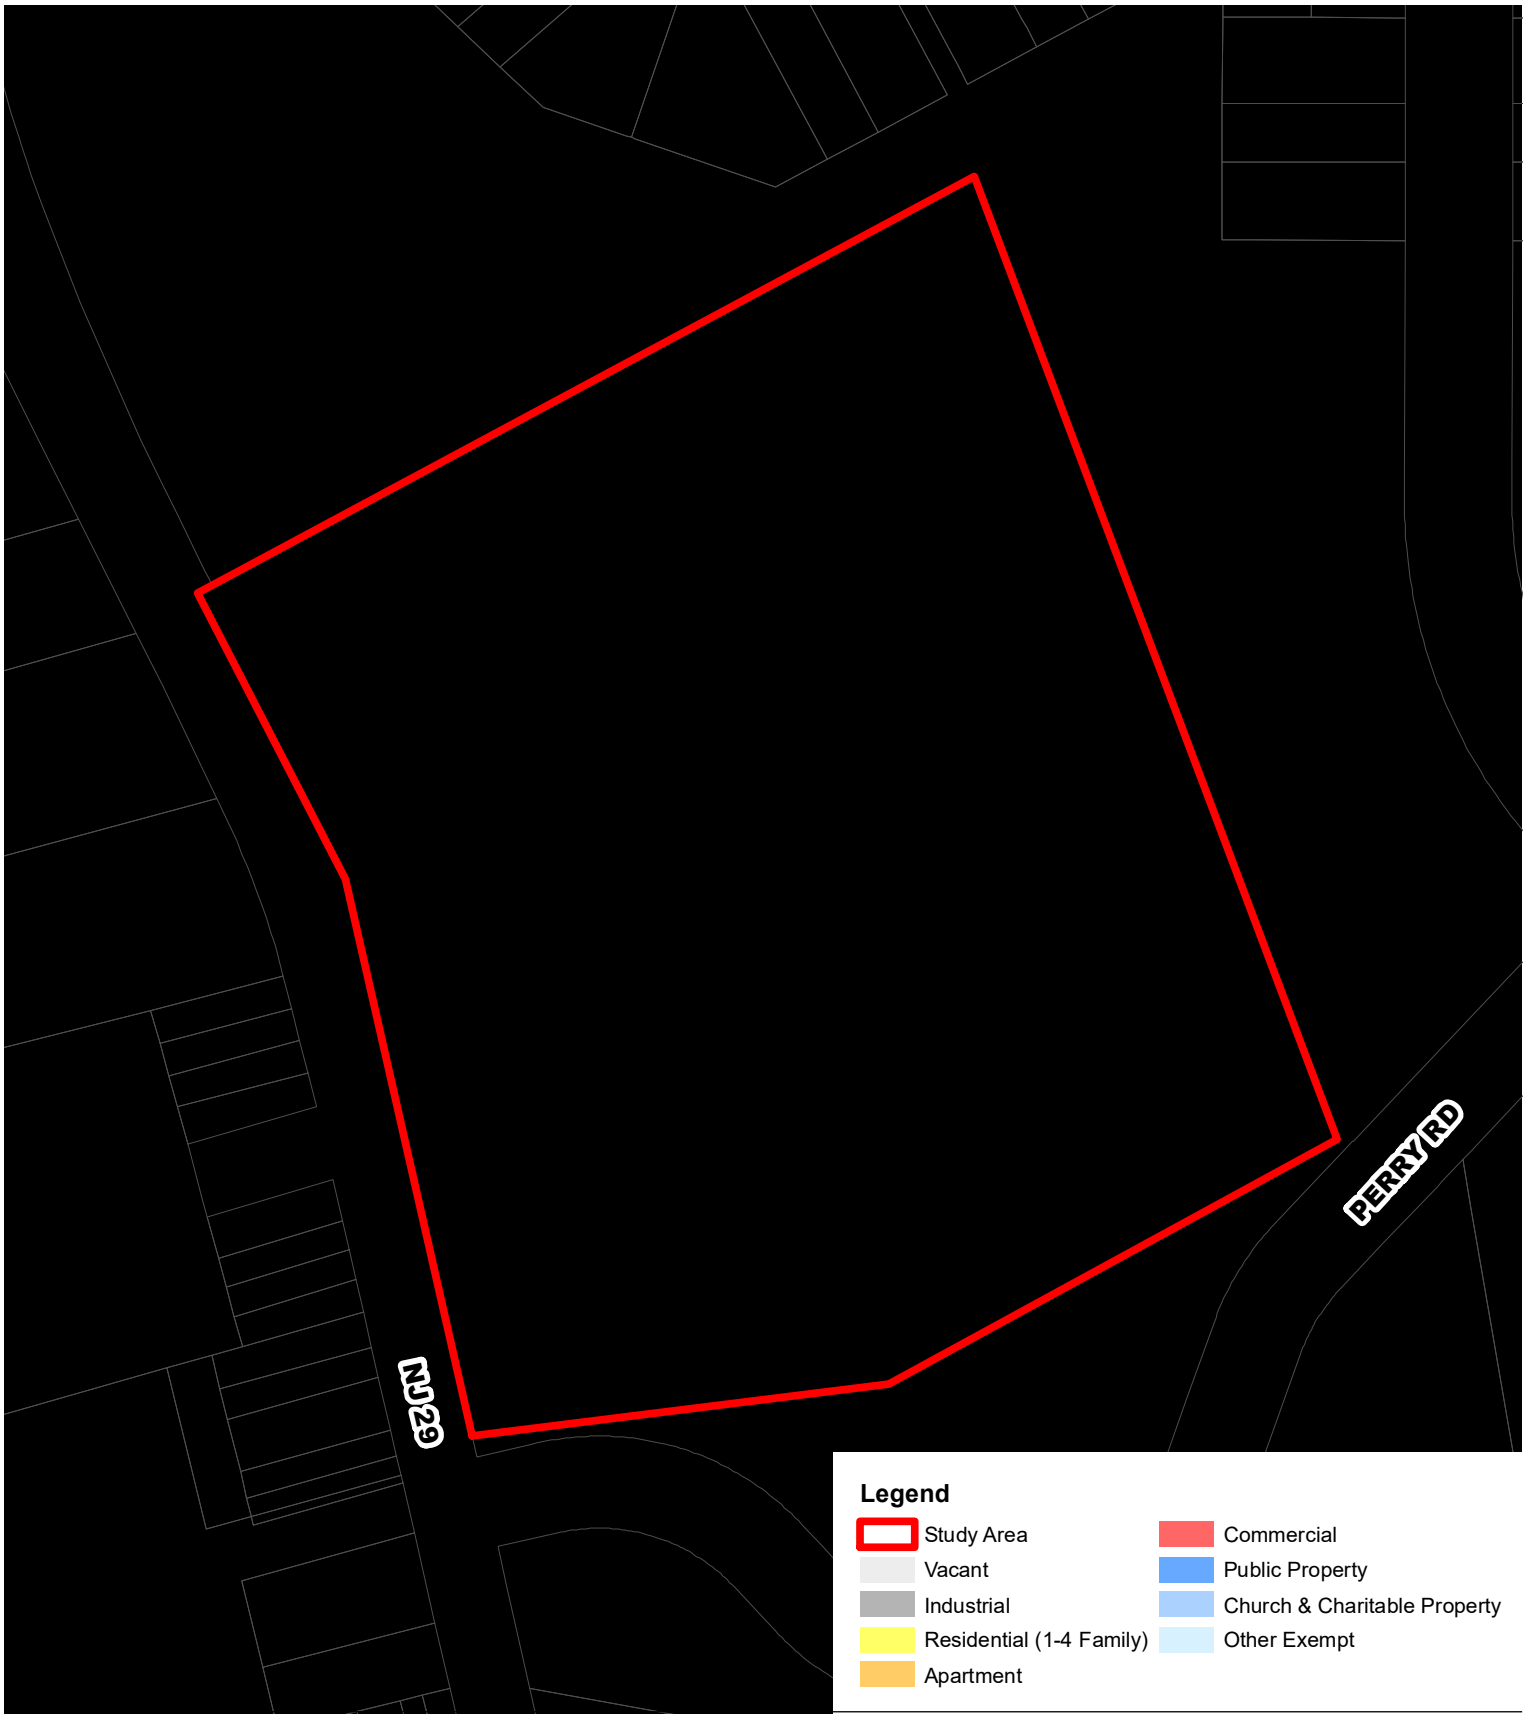 PERRY RD
NJ 29
Legend
Study Area
Vacant
Industrial
Residential (1-4 Family)
Apartment
Commercial
Public Property
Church & Charitable Property
Other Exempt